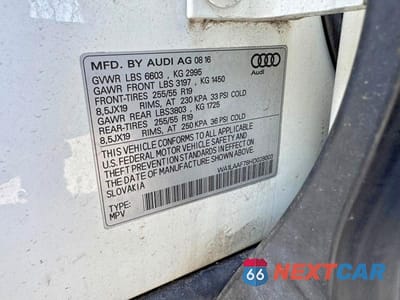 MFD. BY AUDI AG 08 16
GVWR LBS 6603 , KG 2995
GAWR FRONT LBS 3197 , KG 1450
FRONT-TIRES 255/55 R19
8,5JX19 RIMS, AT 230 KPA 33 PSI COLD
GAWR REAR LBS3803 , KG 1725
REAR-TIRES 255/55 R19
8,5JX19 RIMS, AT 250 KPA 36 PSI COLD
THIS VEHICLE CONFORMS TO ALL APPLICABLE
U.S. FEDERAL MOTOR VEHICLE SAFETY AND
THEFT PREVENTION STANDARDS IN EFFECT ON
THE DATE OF MANUFACTURE SHOWN ABOVE.
SLOVAKIA
TYPE:
MPV
Audi
66 NEXTCAR